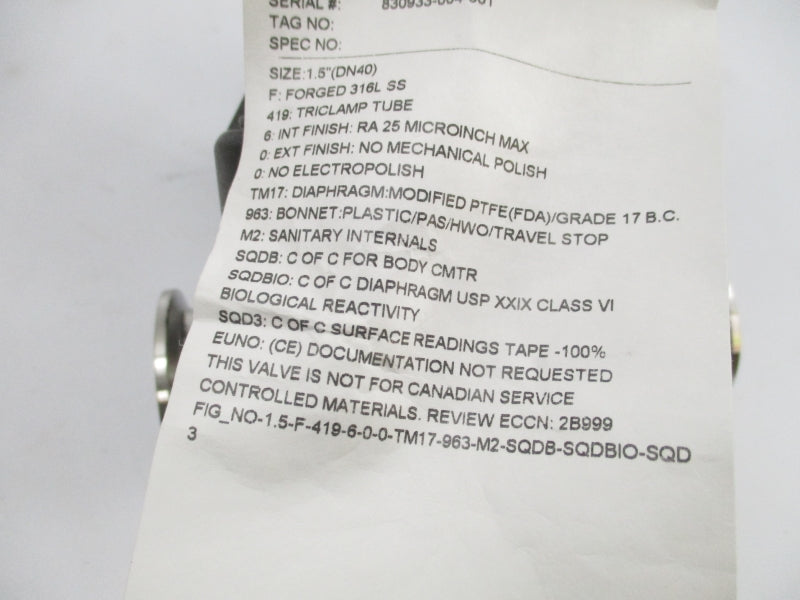 SERIAL #: 830933-004-001
TAG NO:
SPEC NO:
SIZE:1.5"(DN40)
F: FORGED 316L SS
419: TRICLAMP TUBE
6: INT FINISH: RA 25 MICROINCH MAX
0: EXT FINISH: NO MECHANICAL POLISH
0: NO ELECTROPOLISH
TM17: DIAPHRAGM:MODIFIED PTFE(FDA)/GRADE 17 B.C.
963: BONNET:PLASTIC/PAS/HWO/TRAVEL STOP
M2: SANITARY INTERNALS
SQDB: C OF C FOR BODY CMTR
SQDBIO: C OF C DIAPHRAGM USP XXIX CLASS VI
BIOLOGICAL REACTIVITY
SQD3: C OF C SURFACE READINGS TAPE -100%
EUNO: (CE) DOCUMENTATION NOT REQUESTED
THIS VALVE IS NOT FOR CANADIAN SERVICE
CONTROLLED MATERIALS. REVIEW ECCN: 2B999
FIG_NO-1.5-F-419-6-0-0-TM17-963-M2-SQDB-SQDBIO-SQD
3